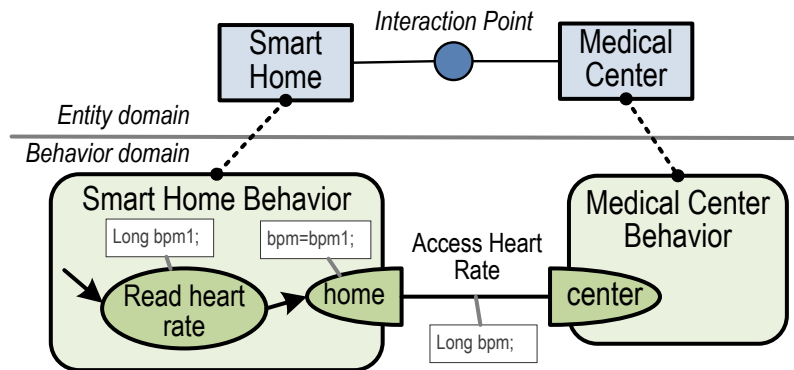 Interaction Point
Smart
Home
Medical
Center
Entity domain
Behavior domain
Smart Home Behavior
Long bpm1;
bpm=bpm1;
Read heart
rate
home
Access Heart
Rate
Long bpm;
Medical Center
Behavior
center